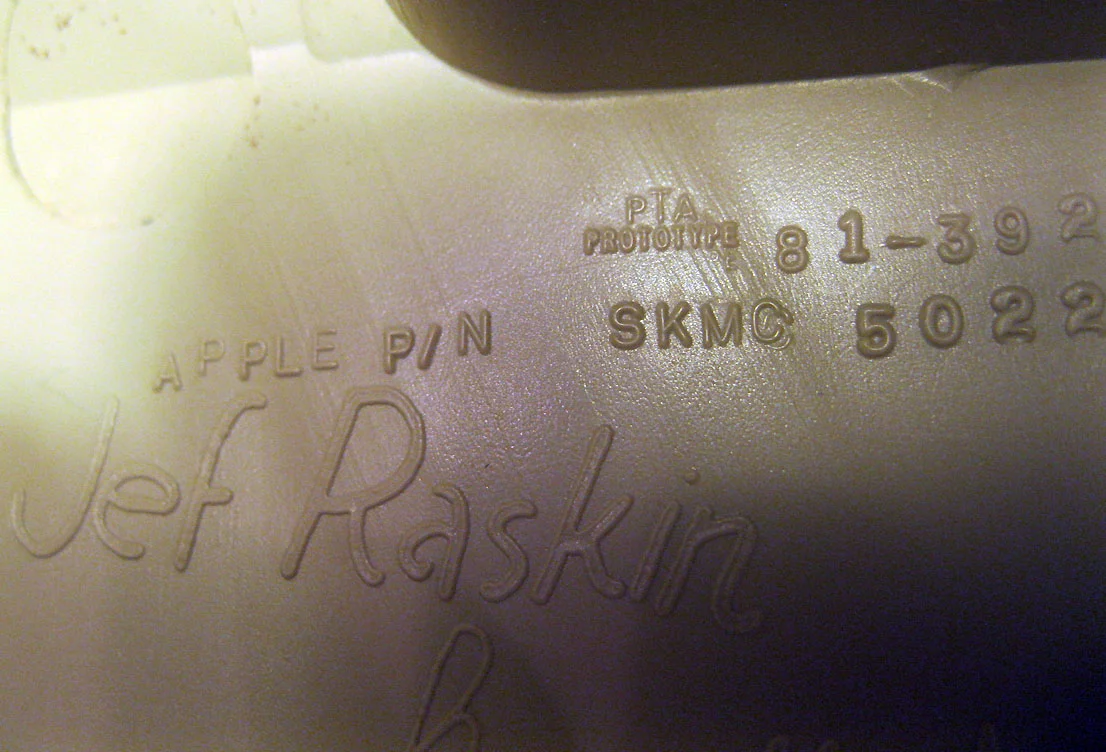 PTA
PROTOTYPE 81-392
SKMC 5022
APPLE P/N
Jef Raskin